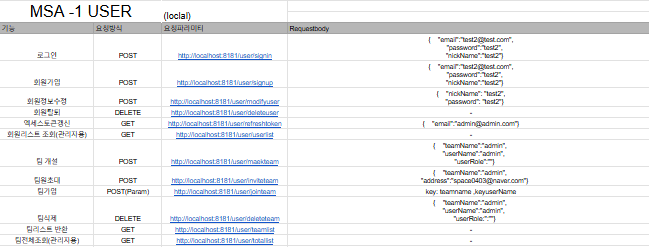 MSA -1 USER (loclal)
기능 요청방식 요청파리미티 Requestbody
{ "email":"test2@test.com",
"password":"test2",
로그인 POST http://localhost:8181/user/signin "nickName":"test2"}
{ "email":"test2@test.com",
"password":"test2",
회원가입 POST http://localhost:8181/user/signup "nickName":"test2"}
{ "nickName": "test2",
회원정보수정 POST http://localhost:8181/user/modifyuser "password": "test2"}
회원탈퇴 DELETE http://localhost:8181/user/deleteuser -
엑세스토큰갱신 GET http://localhost:8181/user/refreshtoken { "email":"admin@admin.com"}
회원리스트 조회(관리자용) GET http://localhost:8181/user/userlist -
{ "teamName":"admin",
"userName":"admin",
팀 개설 POST http://localhost:8181/user/maekteam "userRole":""}
{ "teamName":"admin",
팀원초대 POST http://localhost:8181/user/inviteteam "address":"space0403@naver.com"}
팀가입 POST(Param) http://localhost:8181/user/jointeam key: teamname ,keyuserName
{ "teamName":"admin",
"userName":"admin",
팀삭제 DELETE http://localhost:8181/user/deleteteam "userRole":"."}
팀리스트 반환 GET http://localhost:8181/user/teamlist -
팀전체조회(관리자용) GET http://localhost:8181/user/totallist -